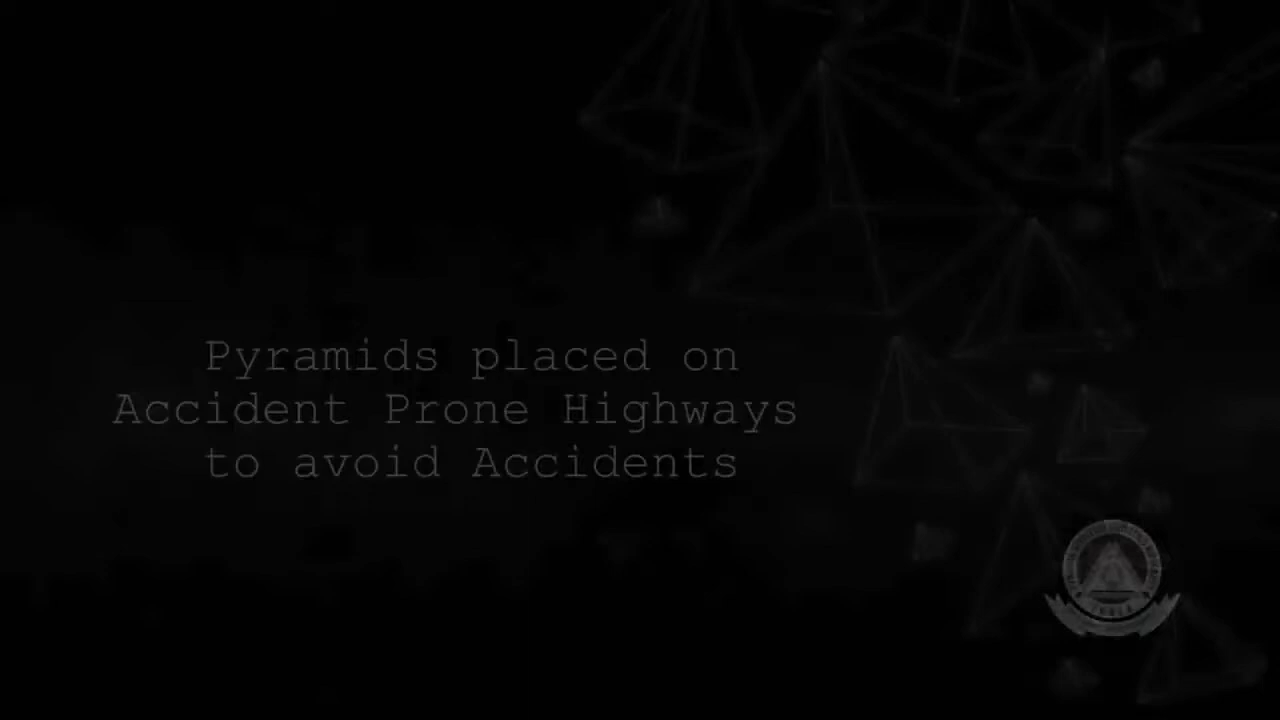 Pyramids placed on
Accident Prone Highways
to avoid Accidents